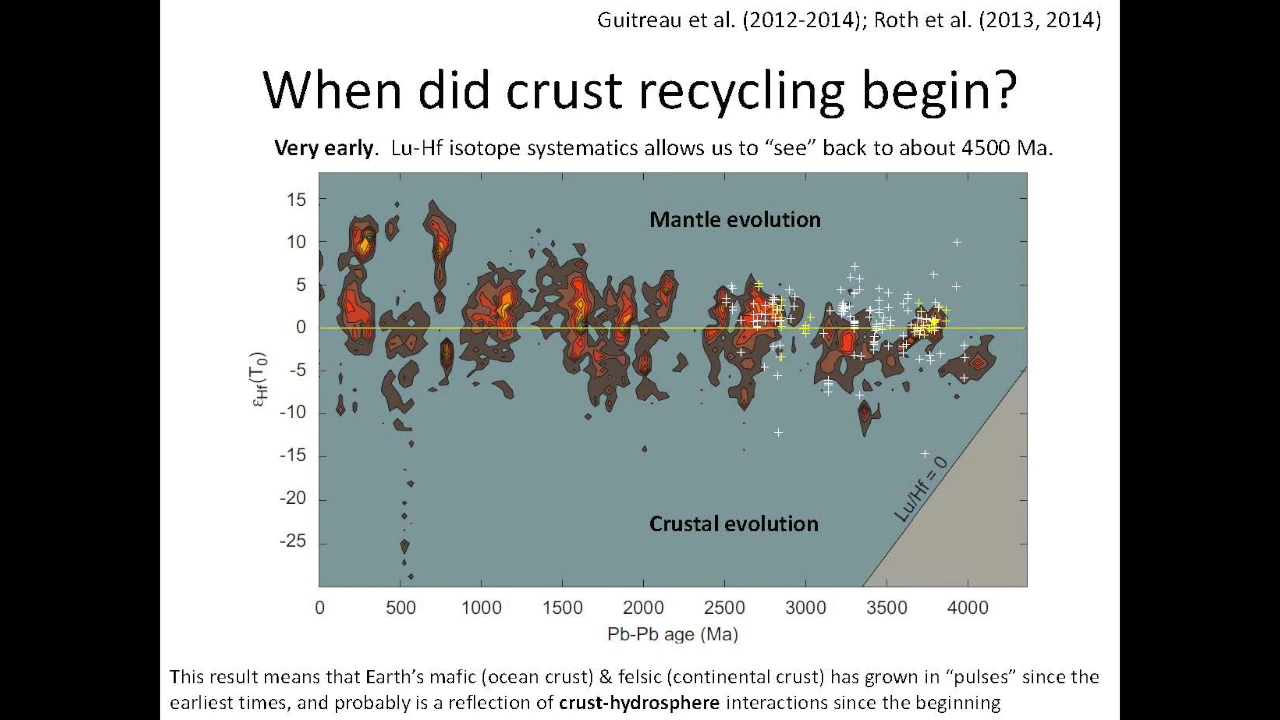 Guitreau et al. (2012-2014); Roth et al. (2013, 2014)
When did crust recycling begin?
Very early. Lu-Hf isotope systematics allows us to “see” back to about 4500 Ma.
15
10
5
0
-5
-10
-15
-20
-25
εHf(T0)
Mantle evolution
Crustal evolution
Lu/Hf = 0
0 500 1000 1500 2000 2500 3000 3500 4000
Pb-Pb age (Ma)
This result means that Earth’s mafic (ocean crust) & felsic (continental crust) has grown in “pulses” since the
earliest times, and probably is a reflection of crust-hydrosphere interactions since the beginning